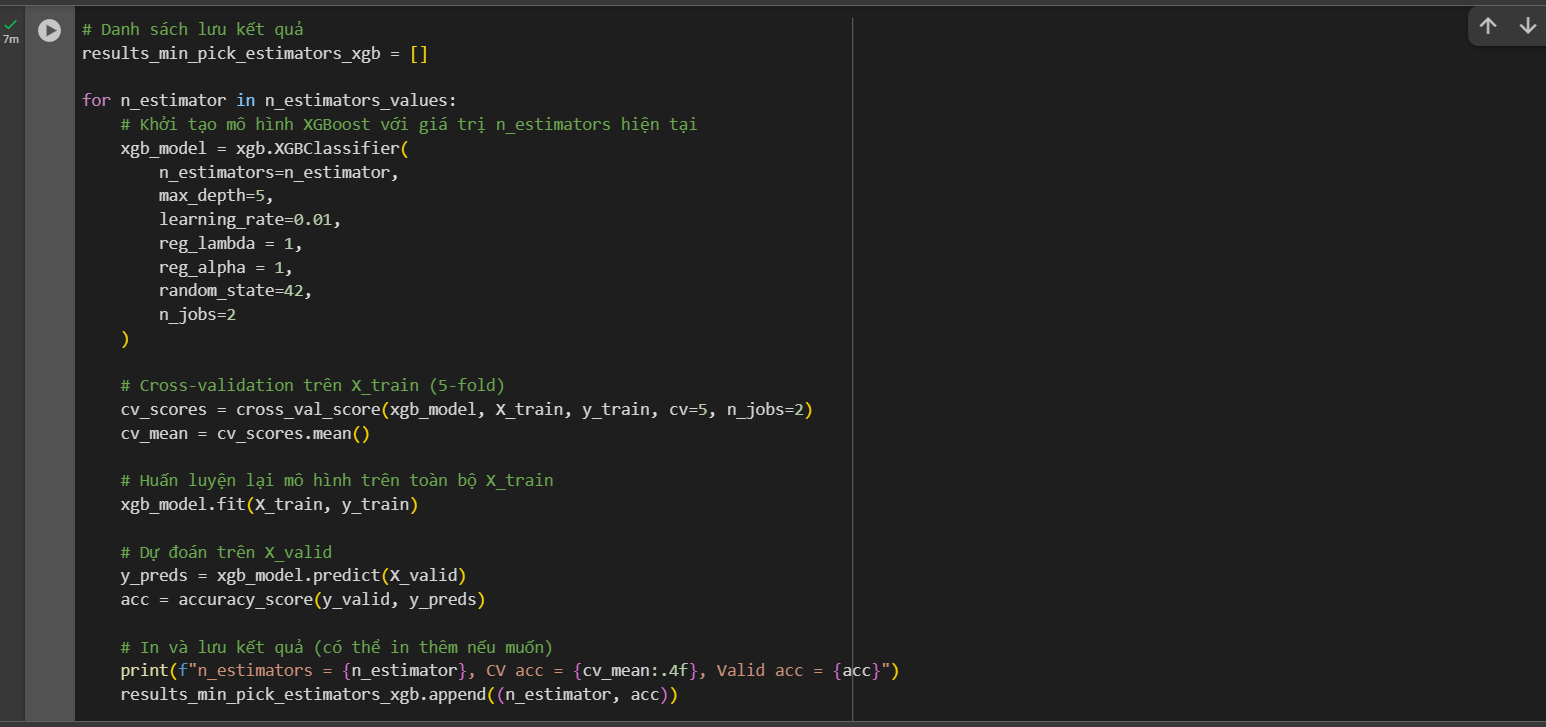 7m
# Danh sách lưu kết quả
results_min_pick_estimators_xgb = []
for n_estimator in n_estimators_values:
    # Khởi tạo mô hình XGBoost với giá trị n_estimators hiện tại
    xgb_model = xgb.XGBClassifier(
        n_estimators=n_estimator,
        max_depth=5,
        learning_rate=0.01,
        reg_lambda = 1,
        reg_alpha = 1,
        random_state=42,
        n_jobs=2
    )
    # Cross-validation trên X_train (5-fold)
    cv_scores = cross_val_score(xgb_model, X_train, y_train, cv=5, n_jobs=2)
    cv_mean = cv_scores.mean()
    # Huấn luyện lại mô hình trên toàn bộ X_train
    xgb_model.fit(X_train, y_train)
    # Dự đoán trên X_valid
    y_preds = xgb_model.predict(X_valid)
    acc = accuracy_score(y_valid, y_preds)
    # In và lưu kết quả (có thể in thêm nếu muốn)
    print(f"n_estimators = {n_estimator}, CV acc = {cv_mean:.4f}, Valid acc = {acc}")
    results_min_pick_estimators_xgb.append((n_estimator, acc))